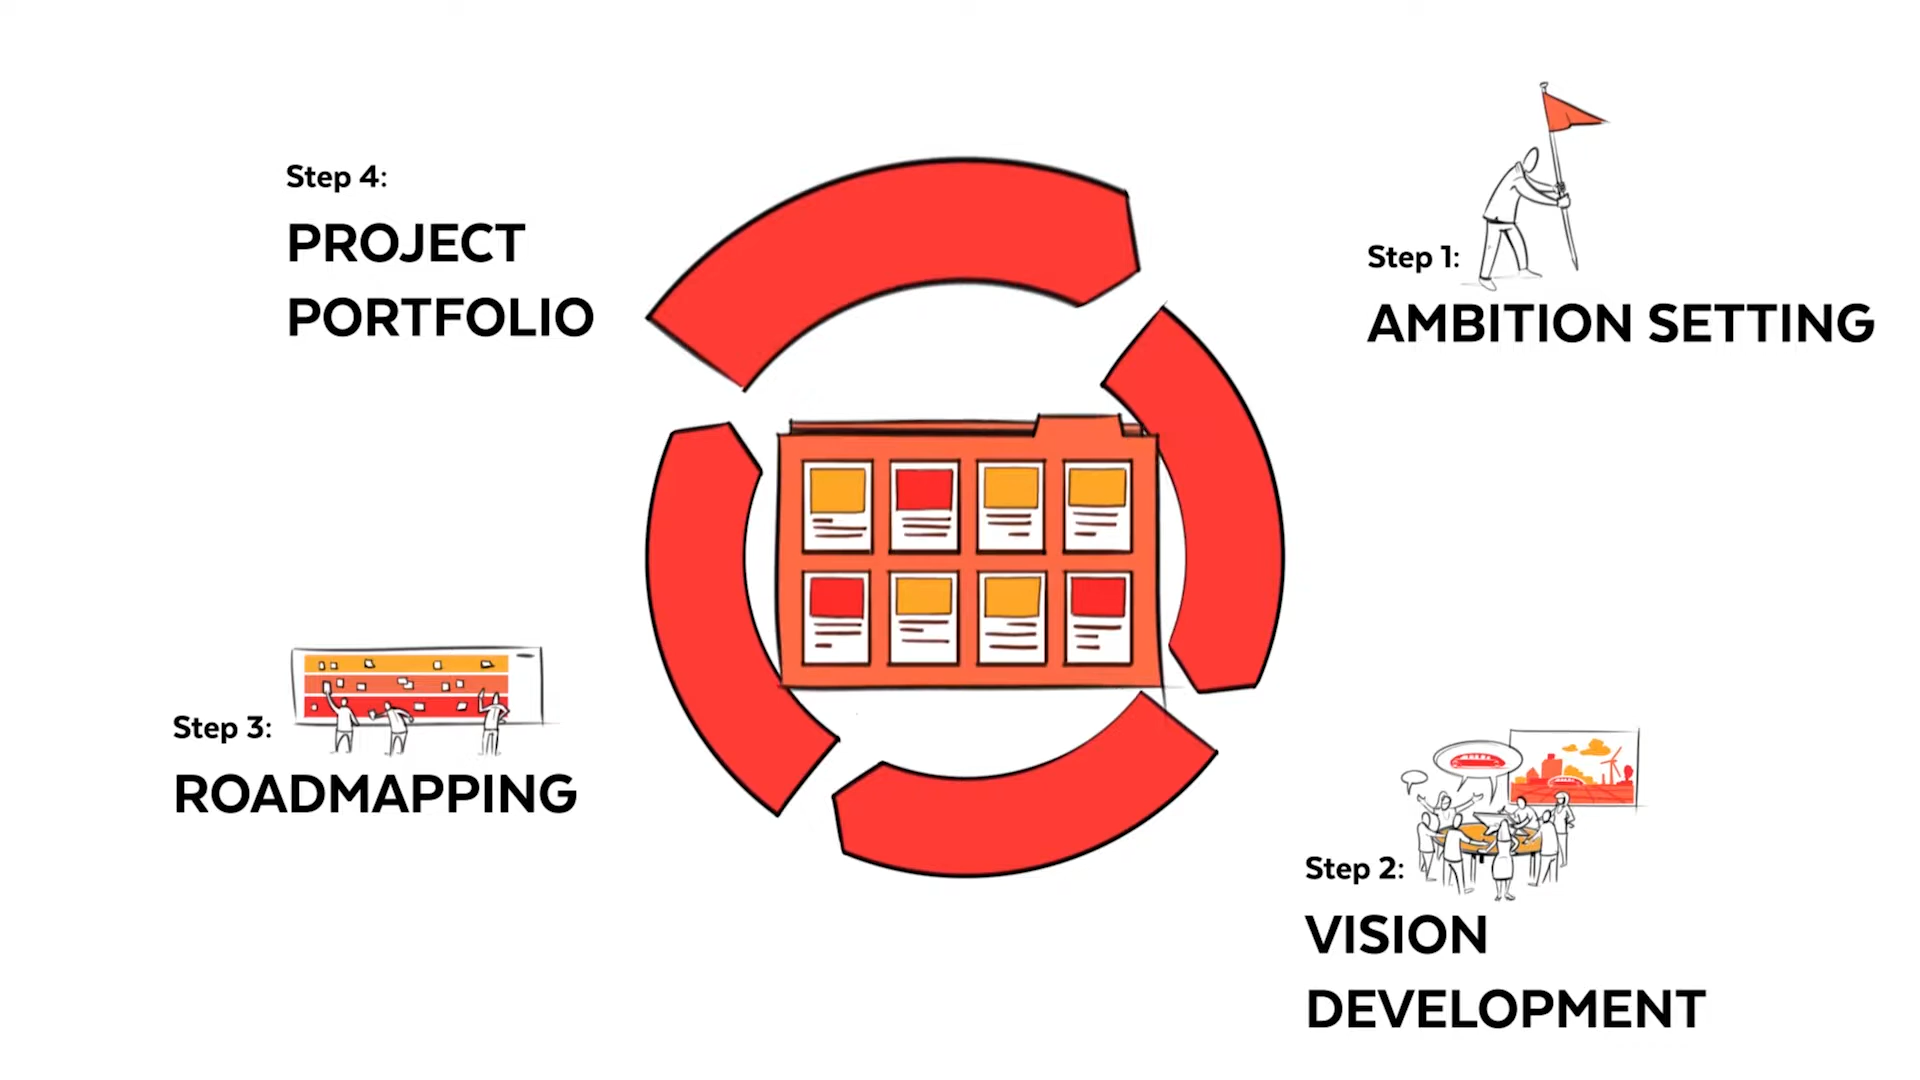 Step 4:
PROJECT
PORTFOLIO
Step 1:
AMBITION SETTING
Step 3:
ROADMAPPING
Step 2:
VISION
DEVELOPMENT